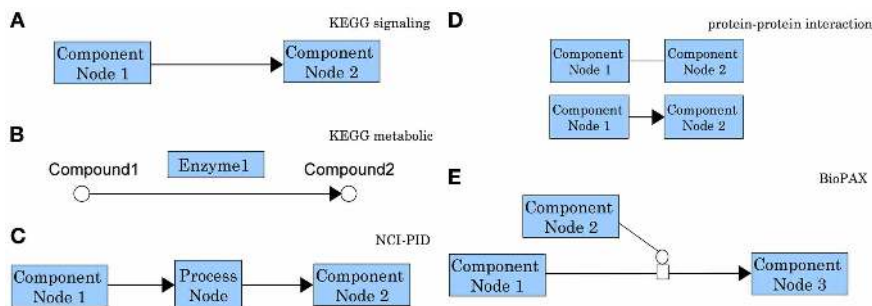 A
KEGG signaling
Component
Node 1
Component
Node 2
B
KEGG metabolic
Compound1
Enzyme1
Compound2
C
NCI-PID
Component
Node 1
Process
Node
Component
Node 2
D
protein-protein interaction
Component
Node 1
Component
Node 2
Component
Node 1
Component
Node 2
E
BioPAX
Component
Node 2
Component
Node 1
Component
Node 3